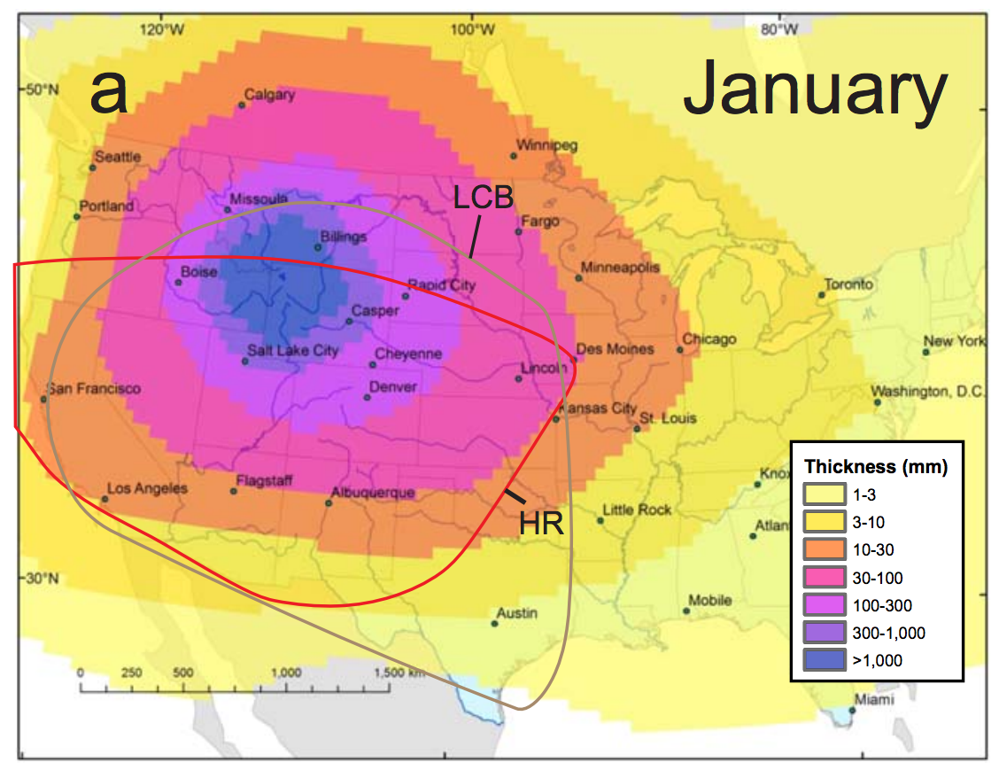 120°W
100°W
80°W
50°N
a
January
Calgary
Winnipeg
Seattle
LCB
Missoula
Portland
Fargo
Billings
Boise
Minneapolis
Rapid City
Toronto
Casper
Chicago
New York
Salt Lake City
Cheyenne
Des Moines
Lincoln
San Francisco
Denver
Washington, D.C.
Kansas City
St. Louis
Thickness (mm)
1-3
3-10
10-30
30-100
100-300
300-1,000
>1,000
Knox
Los Angeles
Flagstaff
Albuquerque
Little Rock
HR
Atlan
30°N
Mobile
Austin
0 250 500 1,000 1,500 km
Miami